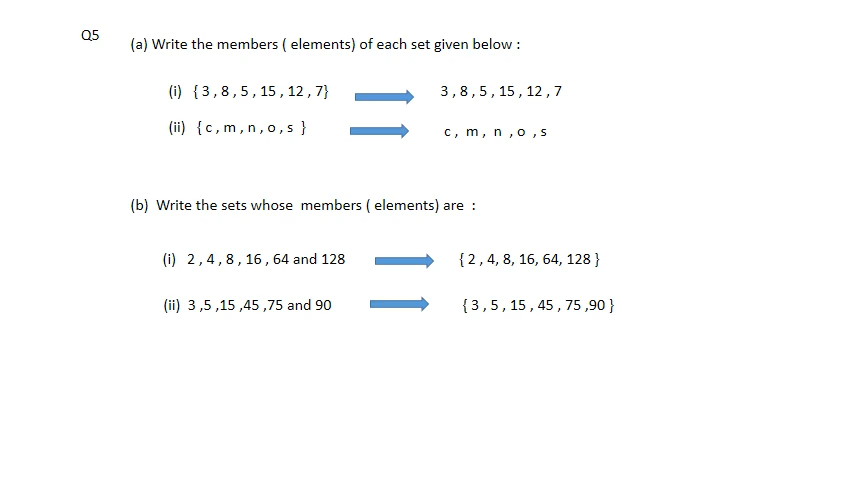 Q5
(a) Write the members ( elements) of each set given below :
(i) { 3 , 8 , 5 , 15 , 12 , 7} 3 , 8 , 5 , 15 , 12 , 7
(ii) { c , m , n , o , s } c , m , n , o , s
(b) Write the sets whose members ( elements) are :
(i) 2 , 4 , 8 , 16 , 64 and 128 { 2 , 4, 8, 16, 64, 128 }
(ii) 3 ,5 ,15 ,45 ,75 and 90 { 3 , 5 , 15 , 45 , 75 ,90 }